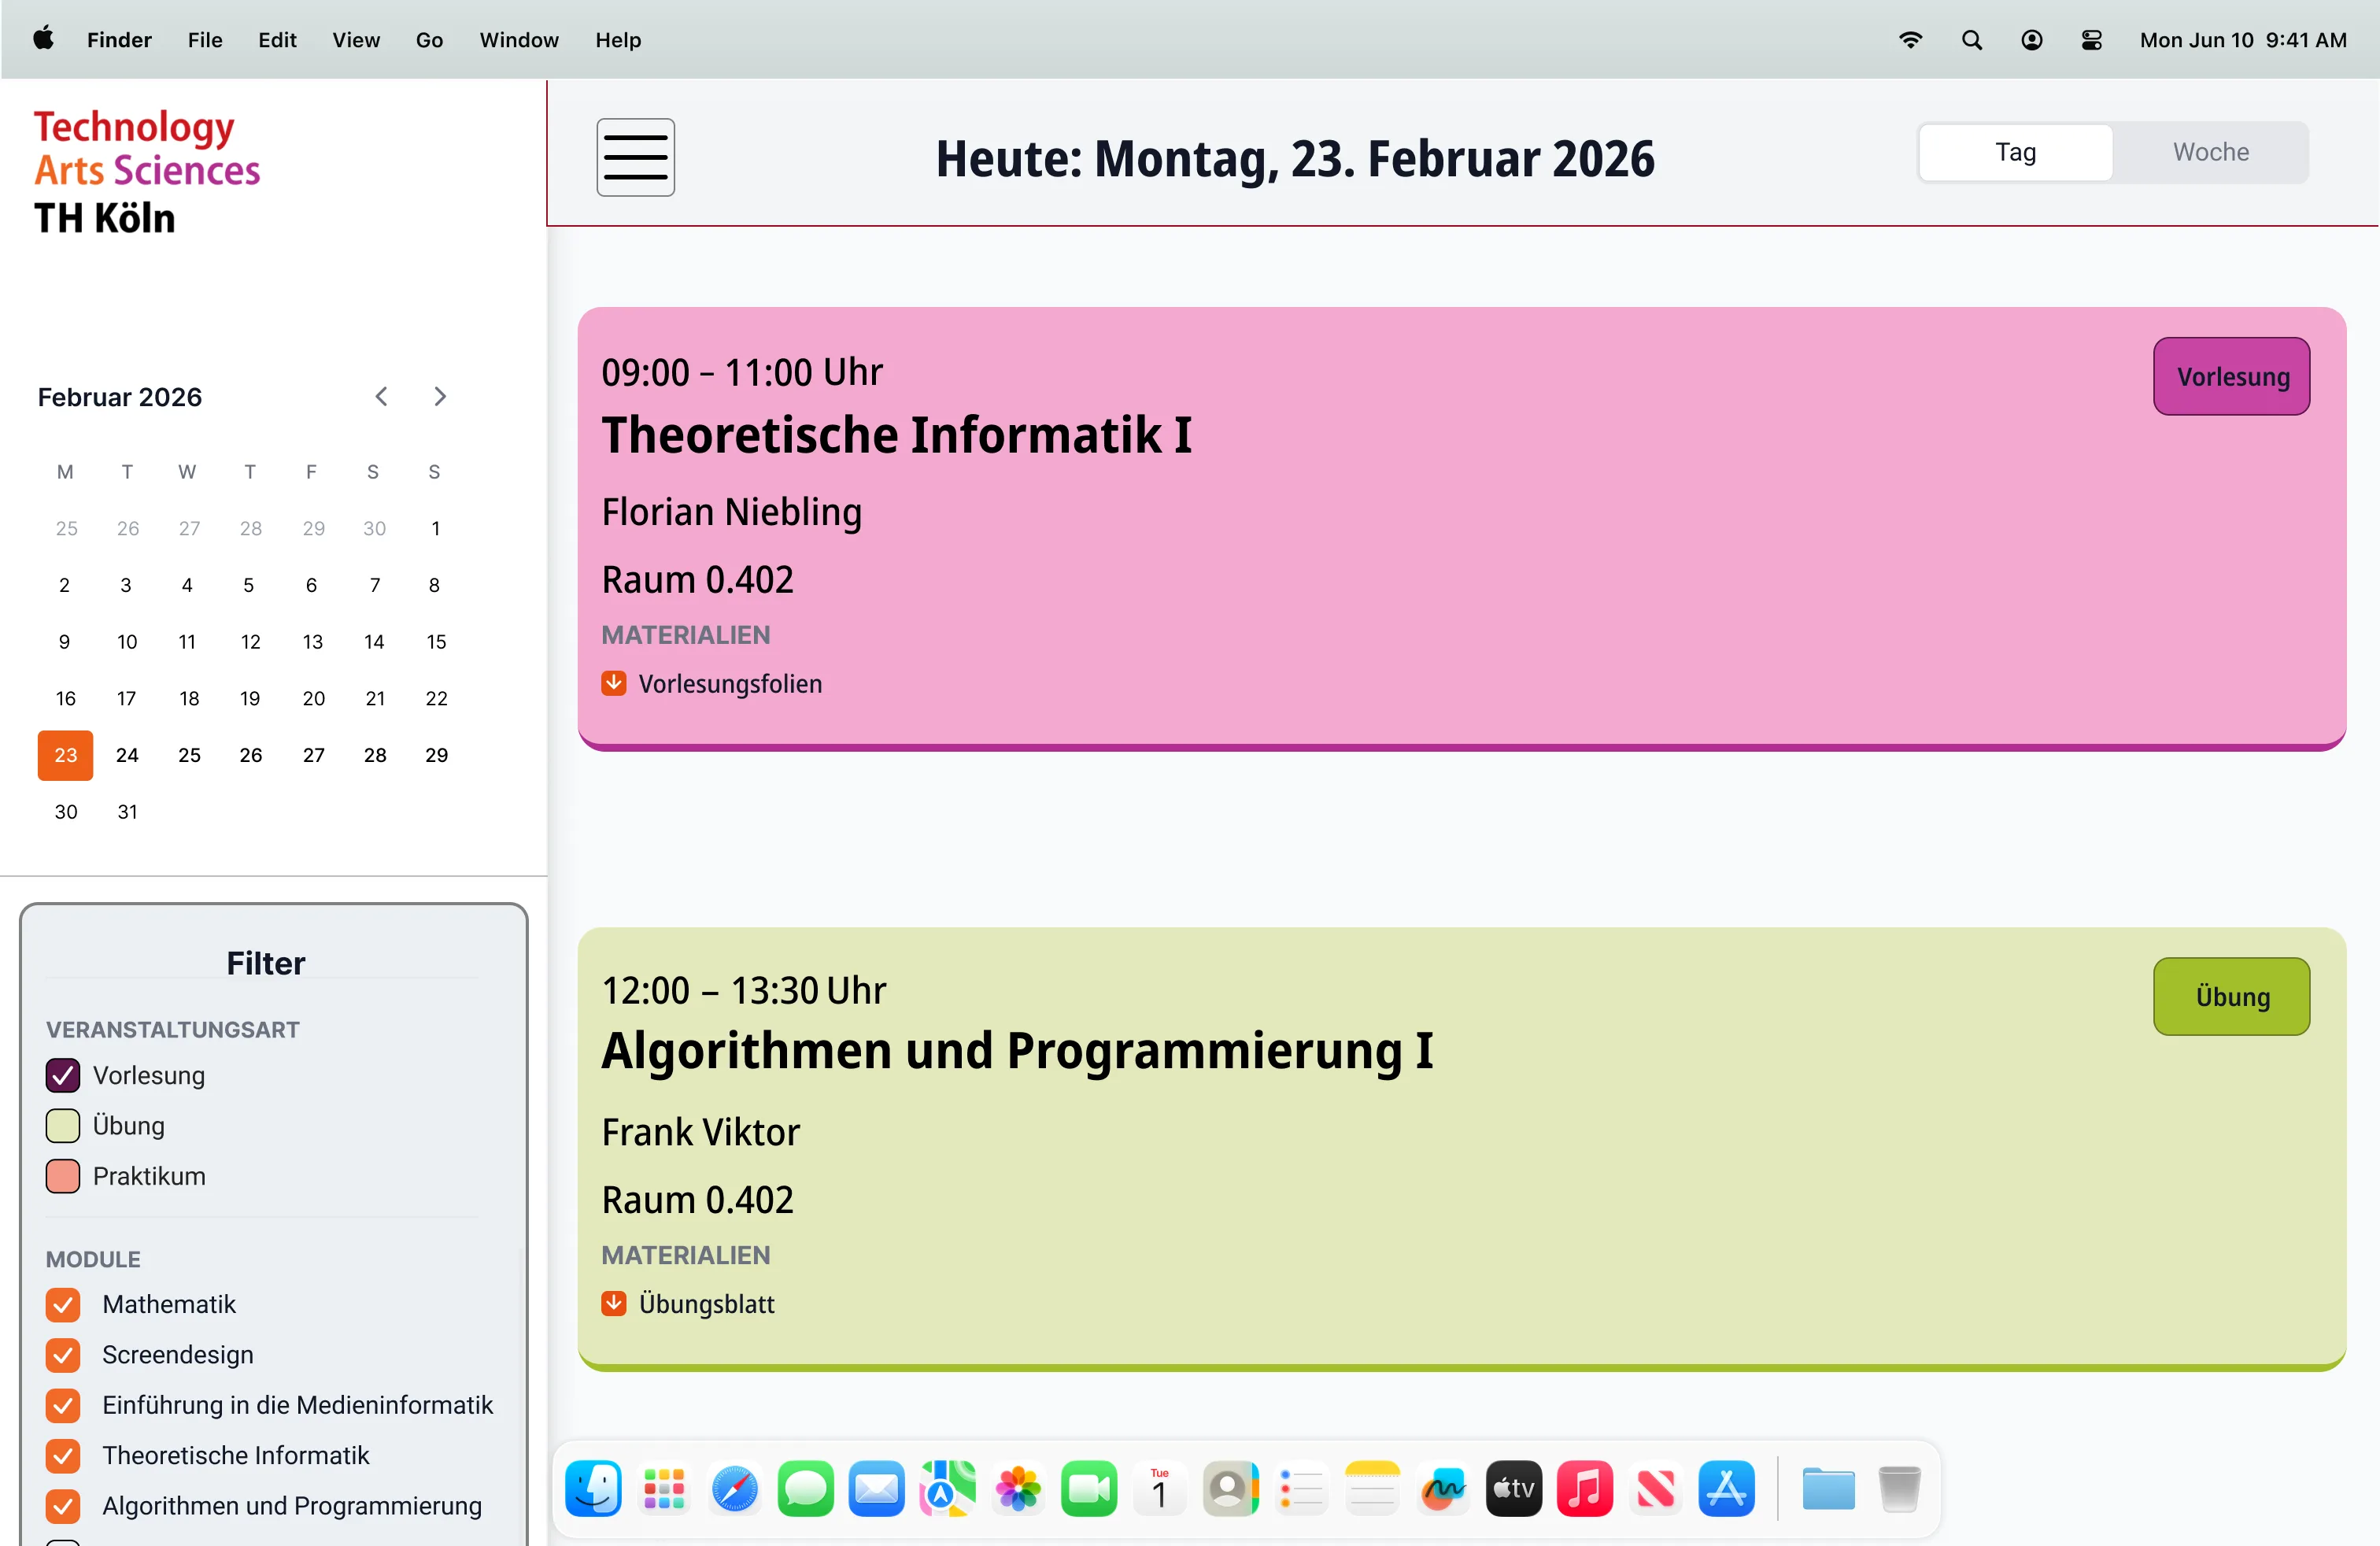 Finder File Edit View Go Window Help Mon Jun 10 9:41 AM
Technology
Arts Sciences
TH Köln
Februar 2026
M T W T F S S
25 26 27 28 29 30 1
2 3 4 5 6 7 8
9 10 11 12 13 14 15
16 17 18 19 20 21 22
23 24 25 26 27 28 29
30 31
Filter
VERANSTALTUNGSART
Vorlesung
Übung
Praktikum
MODULE
Mathematik
Screendesign
Einführung in die Medieninformatik
Theoretische Informatik
Algorithmen und Programmierung
Heute: Montag, 23. Februar 2026
Tag Woche
09:00 – 11:00 Uhr
Vorlesung
Theoretische Informatik I
Florian Niebling
Raum 0.402
MATERIALIEN
Vorlesungsfolien
12:00 – 13:30 Uhr
Übung
Algorithmen und Programmierung I
Frank Viktor
Raum 0.402
MATERIALIEN
Übungsblatt
Tue
1
tv